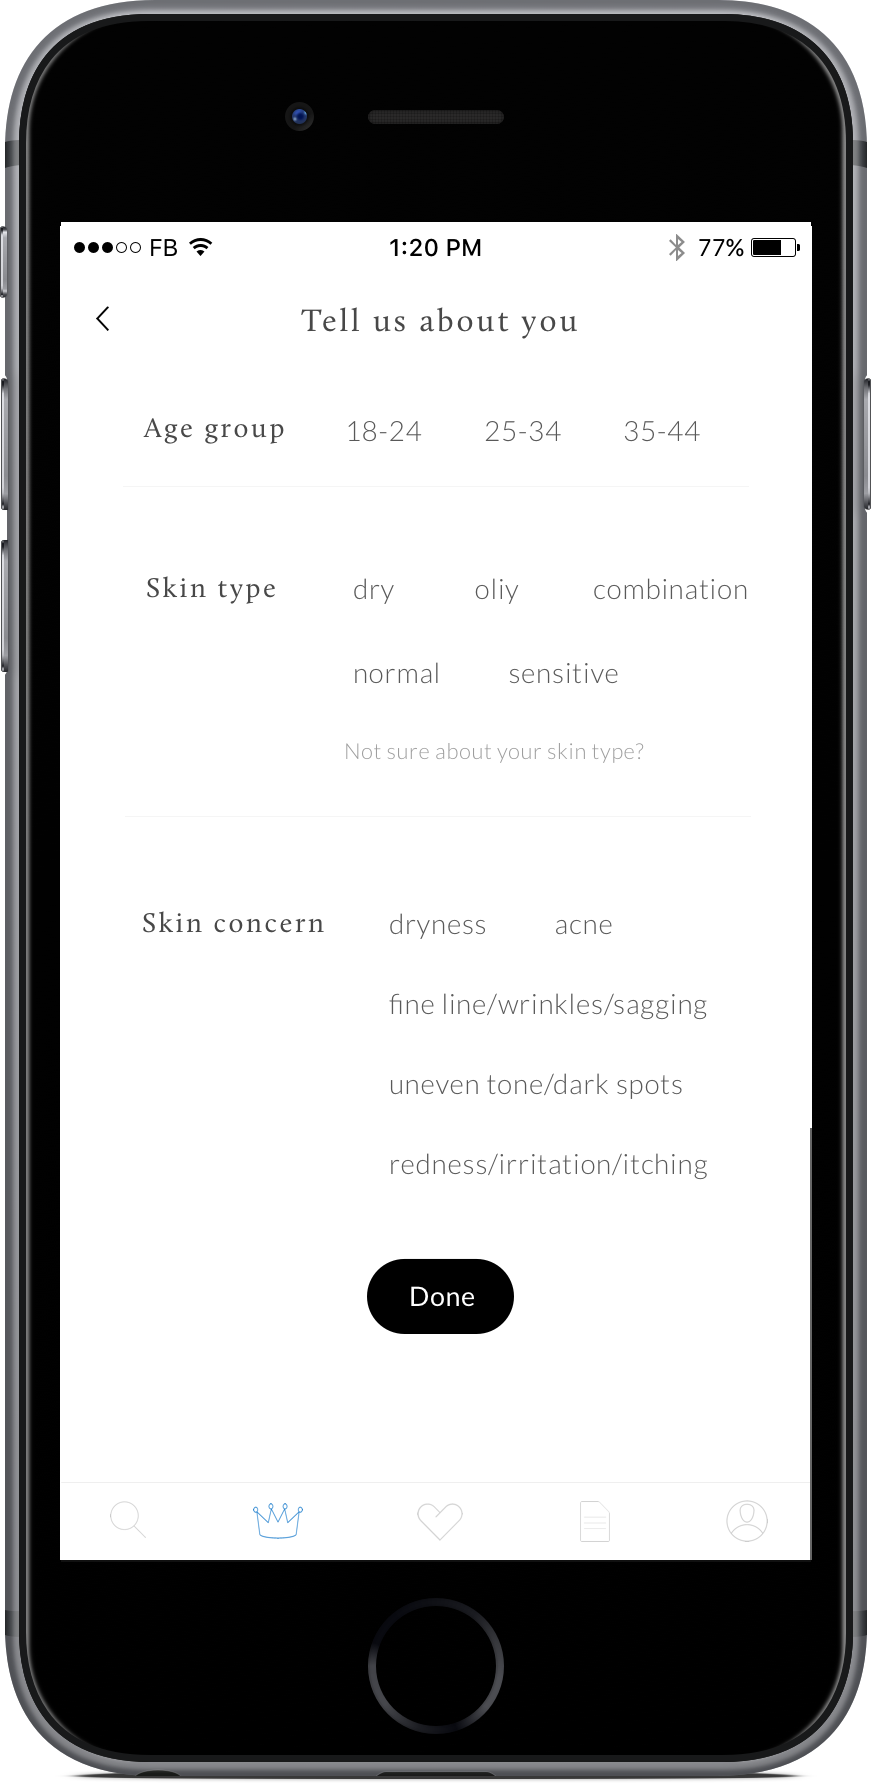 FB 1:20 PM 77%
Tell us about you
Age group 18-24 25-34 35-44
Skin type dry oliy combination
normal sensitive
Not sure about your skin type?
Skin concern dryness acne
fine line/wrinkles/sagging
uneven tone/dark spots
redness/irritation/itching
Done